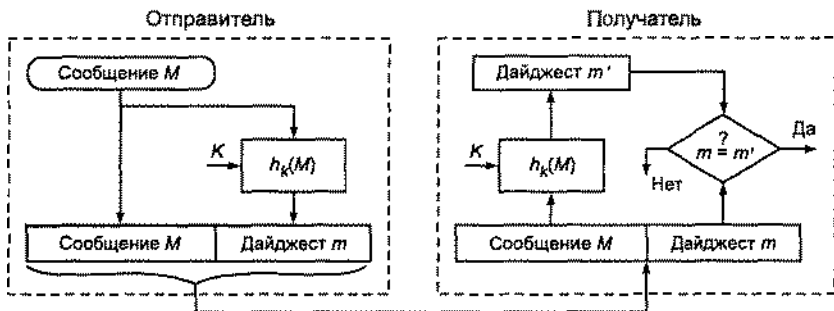 Отправитель
Сообщение M
K
h_k(M)
Сообщение M
Дайджест m
Получатель
Дайджест m'
K
h_k(M)
?
m = m'
Да
Нет
Сообщение M
Дайджест m